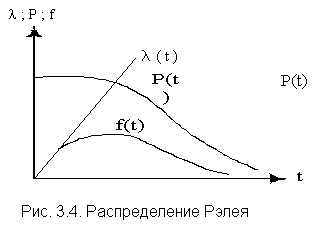 λ ; P ; f
λ (t)
P(t
)
P(t)
f(t)
t
Рис. 3.4. Распределение Рэлея